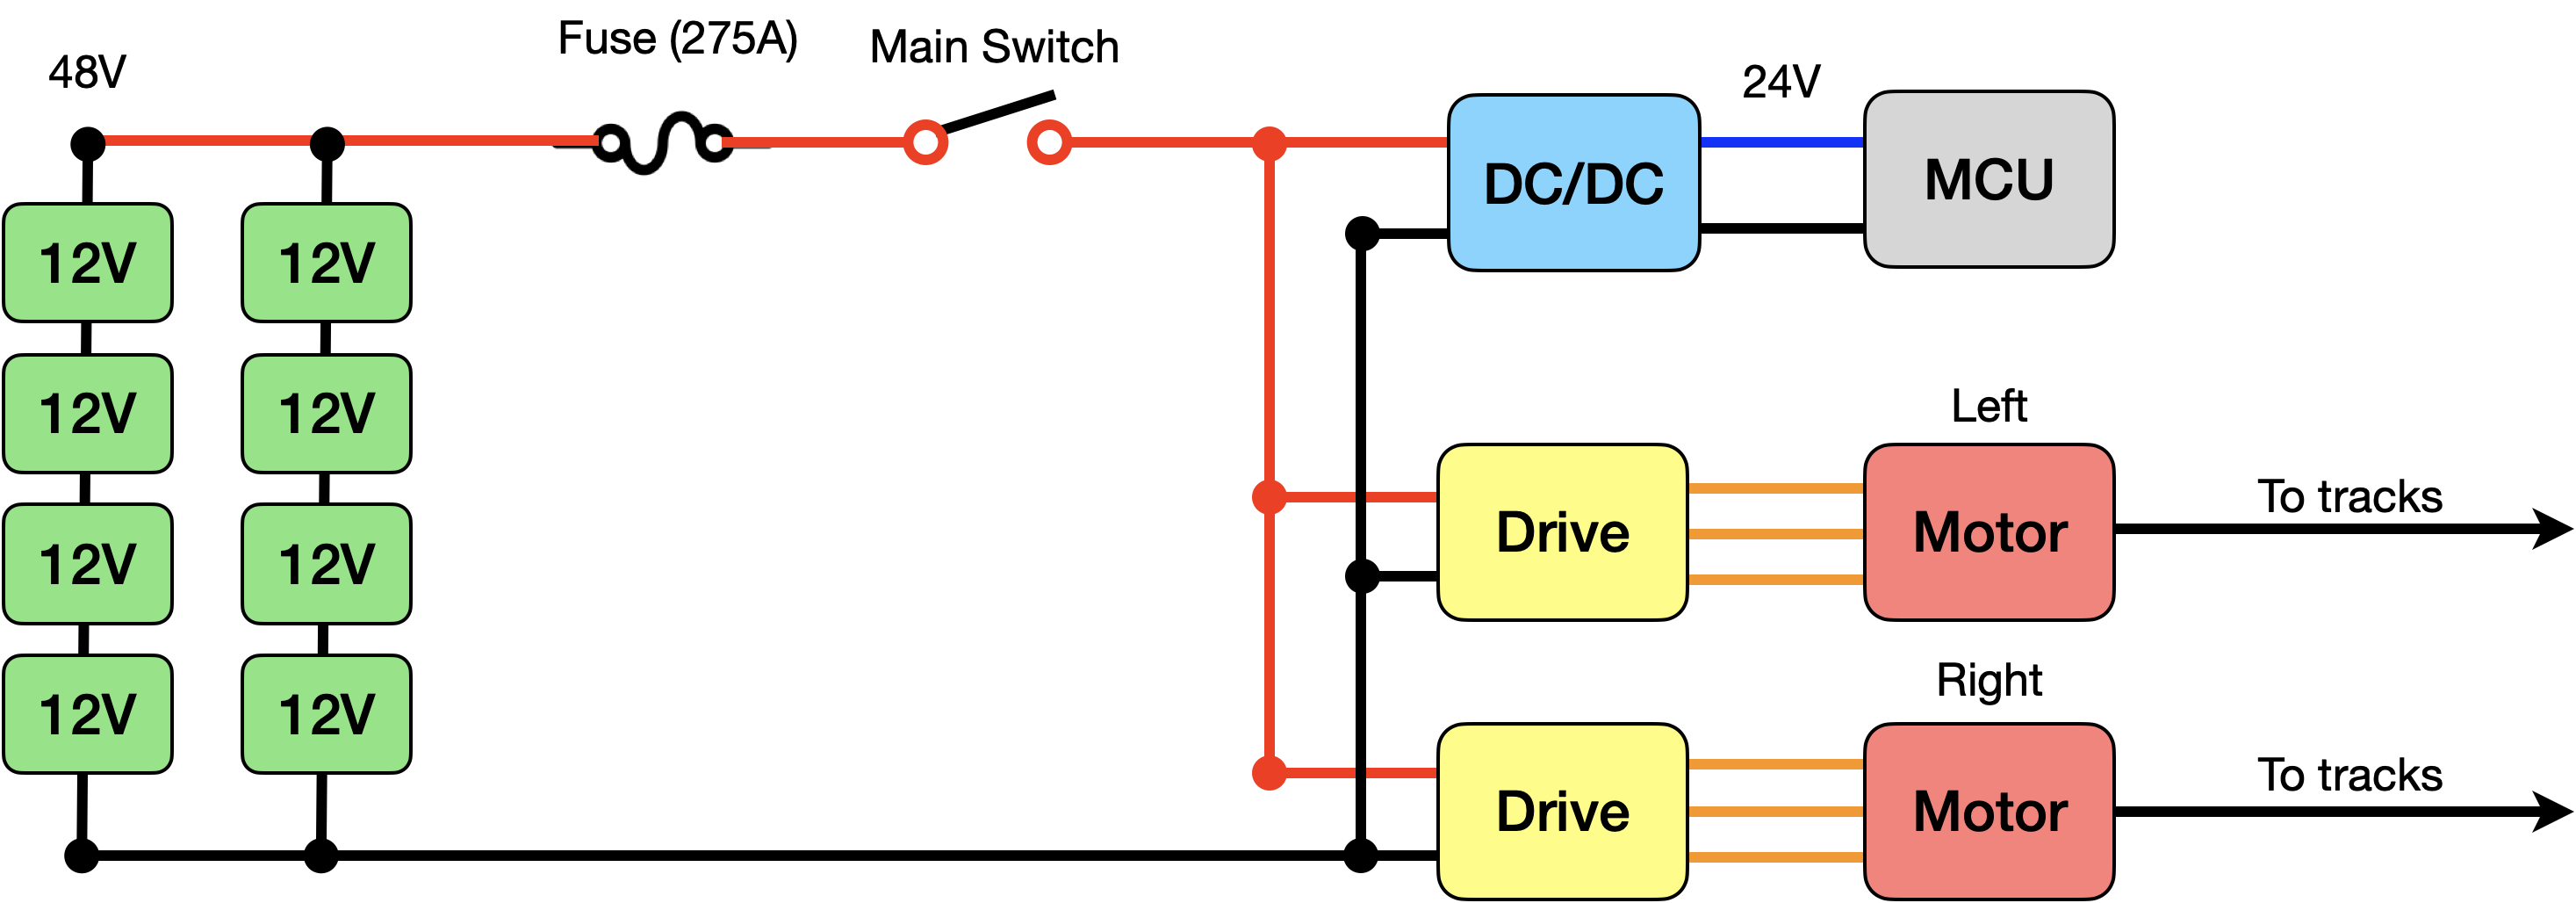 48V
Fuse (275A)
Main Switch
24V
DC/DC
MCU
12V
12V
12V
12V
12V
12V
12V
12V
Left
Drive
Motor
To tracks
Right
Drive
Motor
To tracks